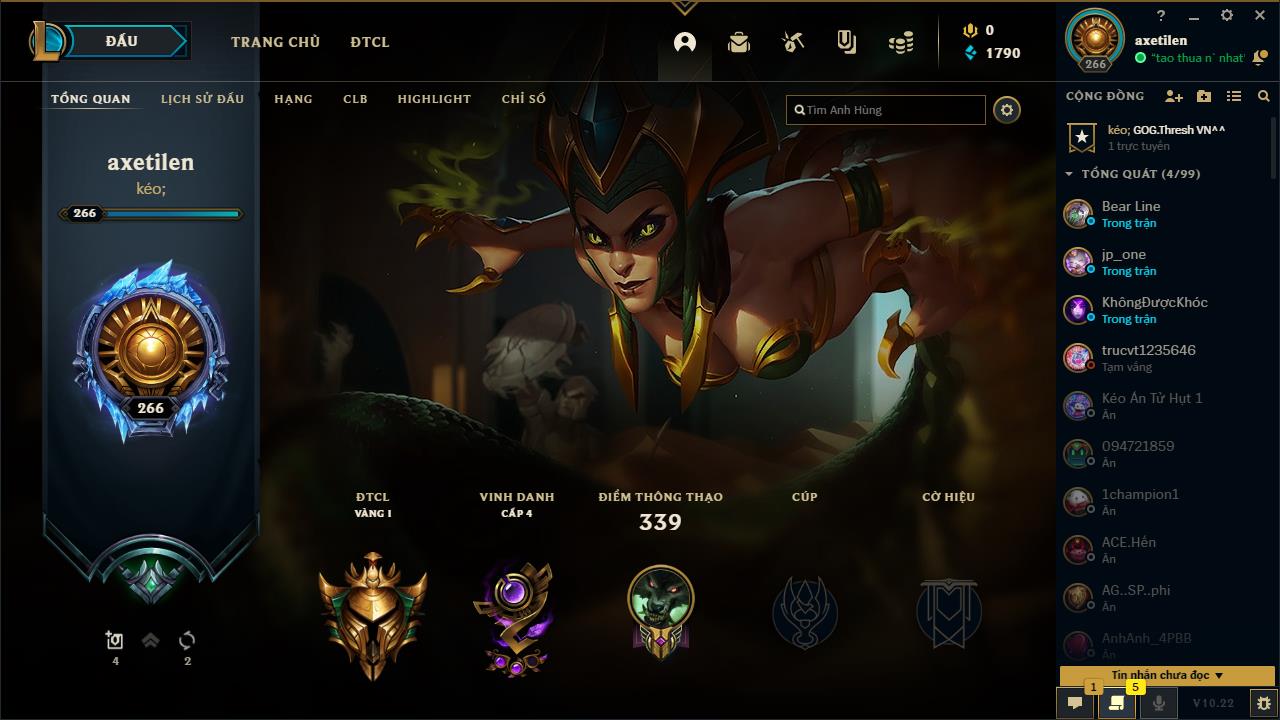 ĐẤU
TRANG CHỦ
ĐTCL
0
1790
?
axetilen
266
"tao thua n` nhat'
TỔNG QUAN
LỊCH SỬ ĐẤU
HẠNG
CLB
HIGHLIGHT
CHỈ SỐ
Tìm Anh Hùng
axetilen
kéo;
266
266
4
2
ĐTCL
VÀNG I
VINH DANH
CẤP 4
ĐIỂM THÔNG THẠO
339
CÚP
CỜ HIỆU
CỘNG ĐỒNG
kéo; GOG.Thresh VN^^
1 trực tuyến
TỔNG QUÁT (4/99)
Bear Line
Trong trận
jp_one
Trong trận
KhôngĐượcKhóc
Trong trận
trucvt1235646
Tạm vắng
Kéo Án Tử Hụt 1
Ẩn
094721859
Ẩn
1champion1
Ẩn
ACE.Hến
Ẩn
AG..SP..phi
Ẩn
AnhAnh_4PBB
Ẩn
Tin nhắn chưa đọc
1
5
V10.22